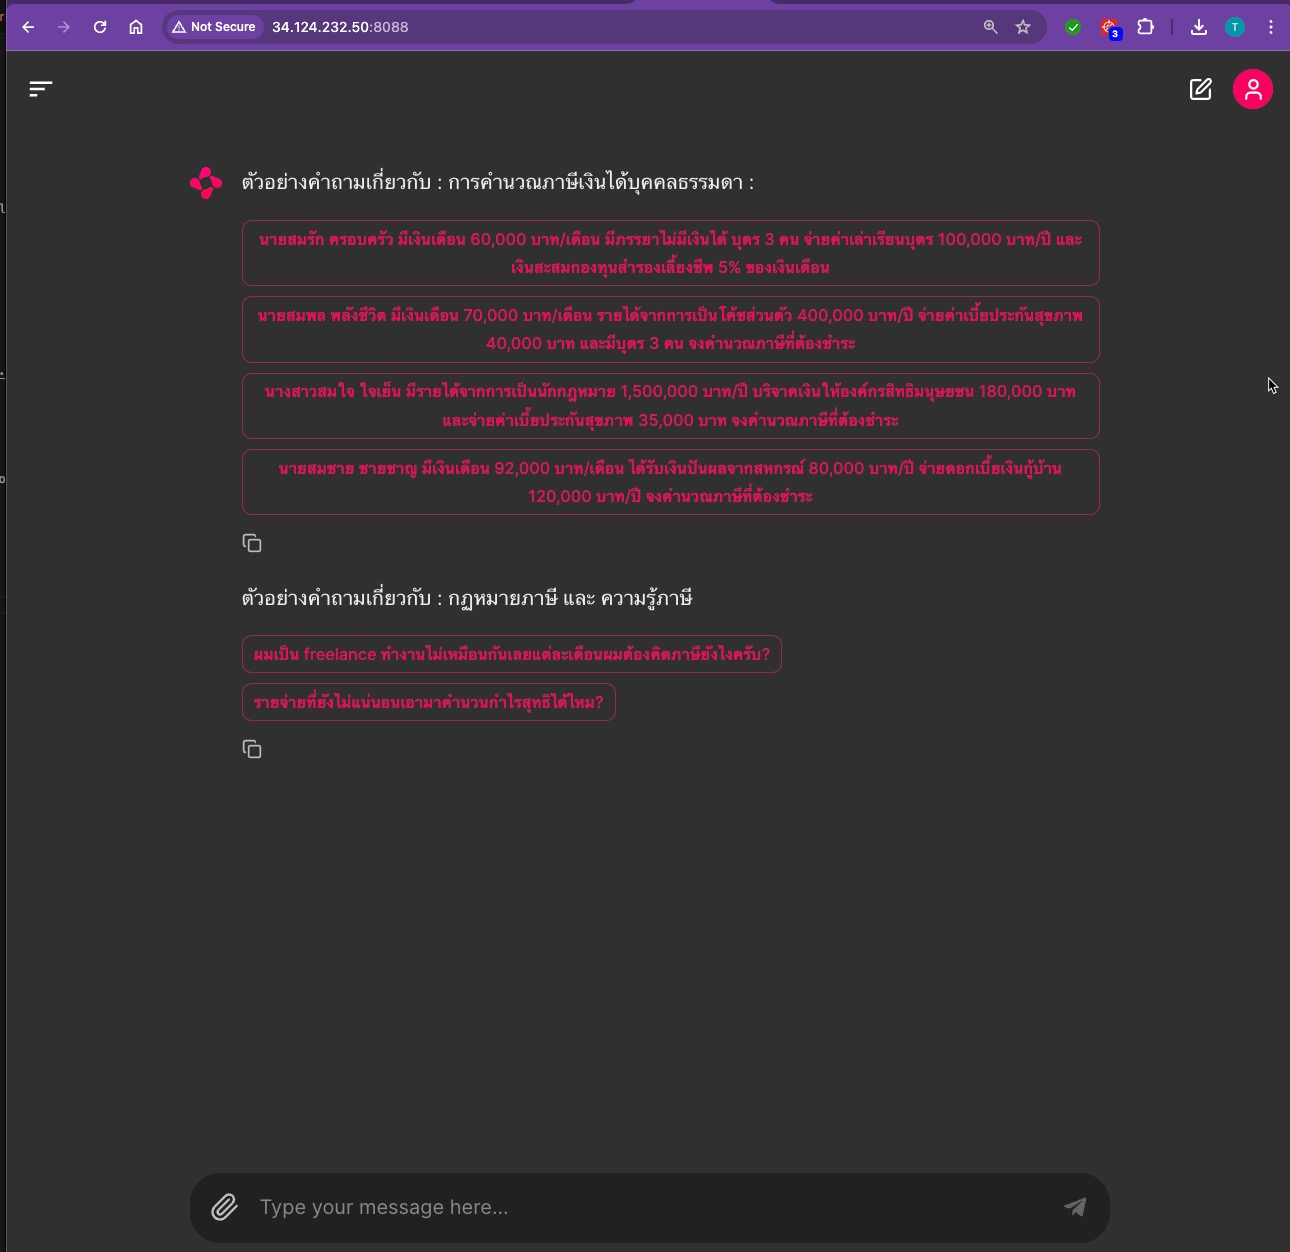 Not Secure 34.124.232.50:8088
3
T
ตัวอย่างคำถามเกี่ยวกับ : การคำนวณภาษีเงินได้บุคคลธรรมดา :
นายสมรัก ครอบครัว มีเงินเดือน 60,000 บาท/เดือน มีภรรยาไม่มีเงินได้ บุตร 3 คน จ่ายค่าเล่าเรียนบุตร 100,000 บาท/ปี และ
เงินสะสมกองทุนสำรองเลี้ยงชีพ 5% ของเงินเดือน
นายสมพล พลังชีวิต มีเงินเดือน 70,000 บาท/เดือน รายได้จากการเป็นโค้ชส่วนตัว 400,000 บาท/ปี จ่ายค่าเบี้ยประกันสุขภาพ
40,000 บาท และมีบุตร 3 คน จงคำนวณภาษีที่ต้องชำระ
นางสาวสมใจ ใจเย็น มีรายได้จากการเป็นนักกฎหมาย 1,500,000 บาท/ปี บริจาคเงินให้องค์กรสิทธิมนุษยชน 180,000 บาท
และจ่ายค่าเบี้ยประกันสุขภาพ 35,000 บาท จงคำนวณภาษีที่ต้องชำระ
นายสมชาย ชายชาญ มีเงินเดือน 92,000 บาท/เดือน ได้รับเงินปันผลจากสหกรณ์ 80,000 บาท/ปี จ่ายดอกเบี้ยเงินกู้บ้าน
120,000 บาท/ปี จงคำนวณภาษีที่ต้องชำระ
ตัวอย่างคำถามเกี่ยวกับ : กฏหมายภาษี และ ความรู้ภาษี
ผมเป็น freelance ทำงานไม่เหมือนกันเลยแต่ละเดือนผมต้องคิดภาษียังไงครับ?
รายจ่ายที่ยังไม่แน่นอนเอามาคำนวนกำไรสุทธิได้ไหม?
Type your message here...